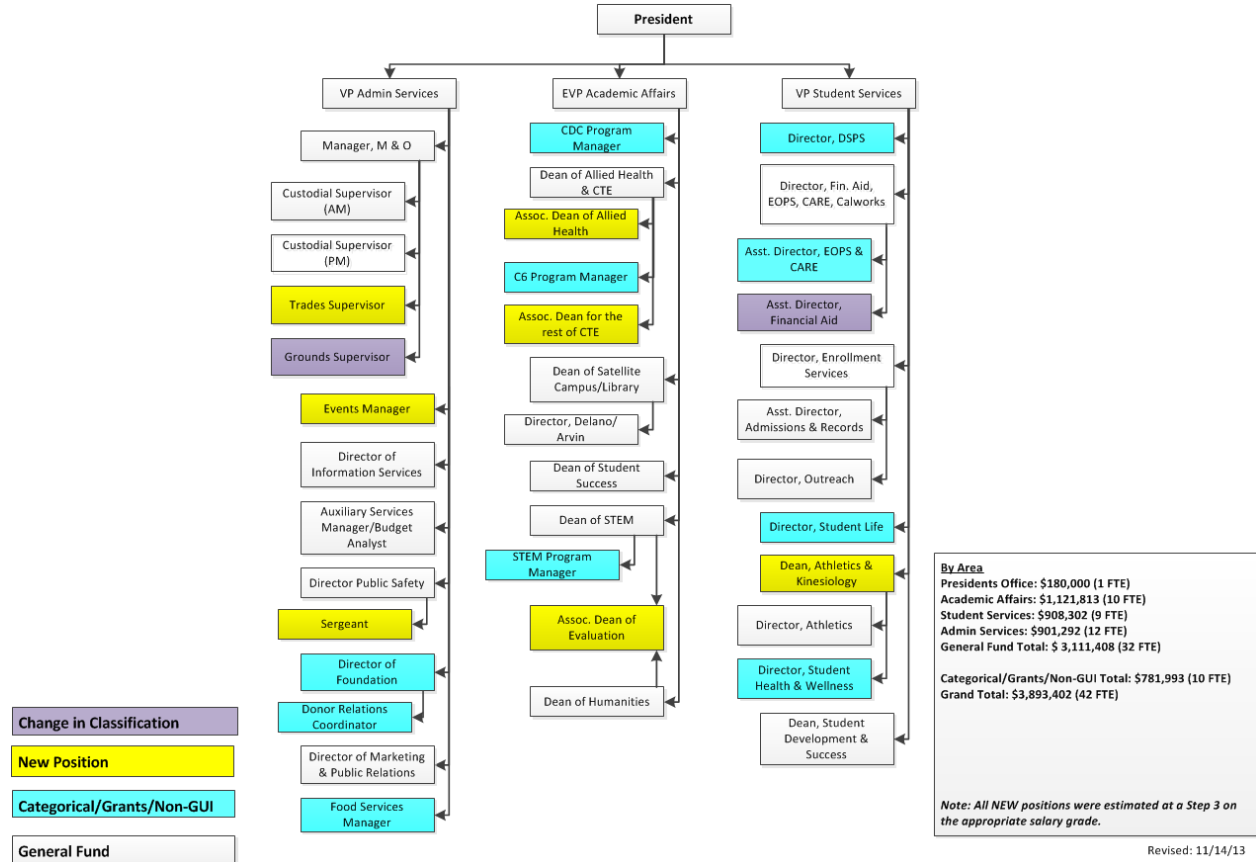 President
VP Admin Services
EVP Academic Affairs
VP Student Services
Manager, M & O
Custodial Supervisor
(AM)
Custodial Supervisor
(PM)
Trades Supervisor
Grounds Supervisor
Events Manager
Director of
Information Services
Auxiliary Services
Manager/Budget
Analyst
Director Public Safety
Sergeant
Director of
Foundation
Donor Relations
Coordinator
Director of Marketing
& Public Relations
Food Services
Manager
CDC Program
Manager
Dean of Allied Health
& CTE
Assoc. Dean of Allied
Health
C6 Program Manager
Assoc. Dean for the
rest of CTE
Dean of Satellite
Campus/Library
Director, Delano/
Arvin
Dean of Student
Success
Dean of STEM
STEM Program
Manager
Assoc. Dean of
Evaluation
Dean of Humanities
Director, DSPS
Director, Fin. Aid,
EOPS, CARE, Calworks
Asst. Director, EOPS &
CARE
Asst. Director,
Financial Aid
Director, Enrollment
Services
Asst. Director,
Admissions & Records
Director, Outreach
Director, Student Life
Dean, Athletics &
Kinesiology
Director, Athletics
Director, Student
Health & Wellness
Dean, Student
Development &
Success
Change in Classification
New Position
Categorical/Grants/Non-GUI
General Fund
By Area
Presidents Office: $180,000 (1 FTE)
Academic Affairs: $1,121,813 (10 FTE)
Student Services: $908,302 (9 FTE)
Admin Services: $901,292 (12 FTE)
General Fund Total: $ 3,111,408 (32 FTE)
Categorical/Grants/Non-GUI Total: $781,993 (10 FTE)
Grand Total: $3,893,402 (42 FTE)
Note: All NEW positions were estimated at a Step 3 on
the appropriate salary grade.
Revised: 11/14/13